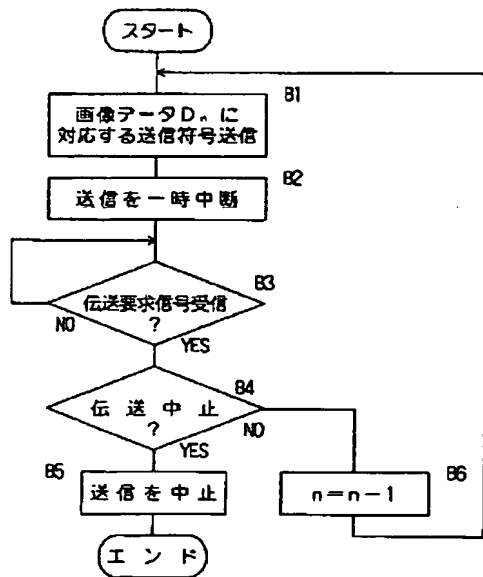 スタート
B1
画像データDnに
対応する送信符号送信
B2
送信を一時中断
B3
伝送要求信号受信
?
NO
YES
B4
伝送中止
?
NO
YES
B5
送信を中止
B6
n=n-1
エンド